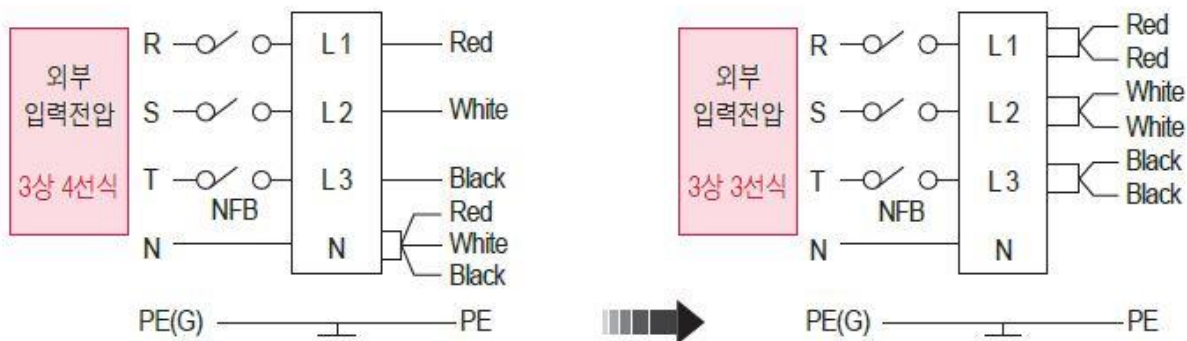 외부
입력전압
3상 4선식
R
L1
Red
S
L2
White
T
L3
Black
NFB
Red
N
N
White
Black
PE(G)
PE
외부
입력전압
3상 3선식
R
L1
Red
Red
S
L2
White
White
T
L3
Black
Black
NFB
N
N
PE(G)
PE